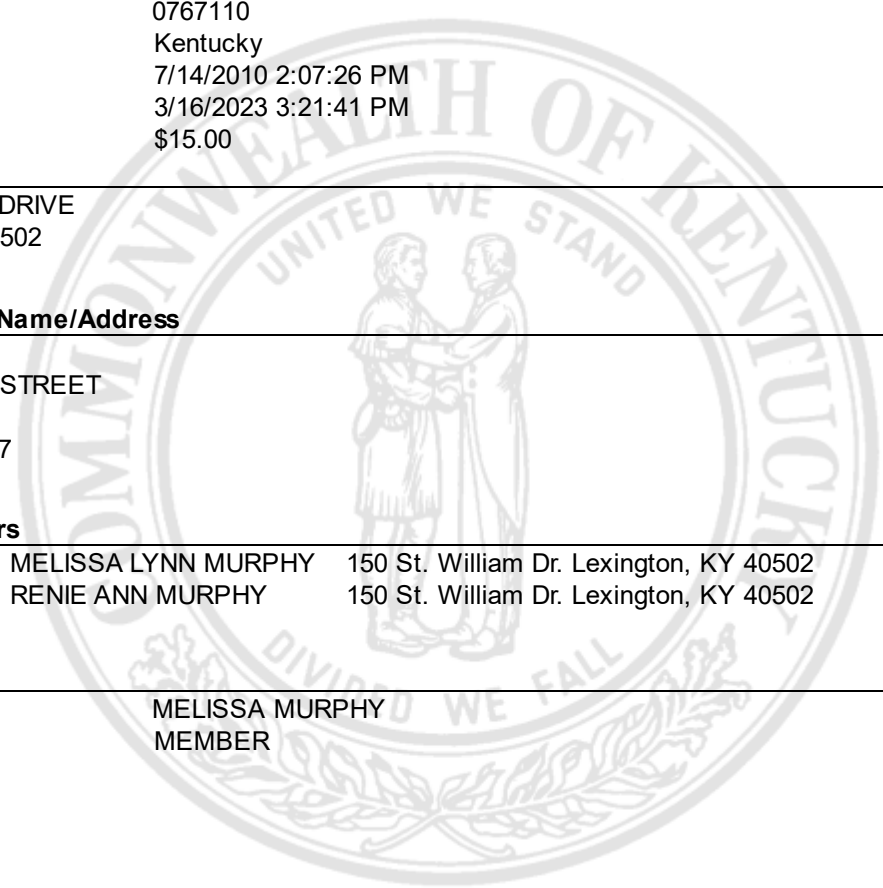 0767110
Kentucky
7/14/2010 2:07:26 PM
3/16/2023 3:21:41 PM
$15.00
DRIVE
502
Name/Address
STREET
7
rs
MELISSA LYNN MURPHY 150 St. William Dr. Lexington, KY 40502
RENIE ANN MURPHY 150 St. William Dr. Lexington, KY 40502
MELISSA MURPHY
MEMBER
COMMONWEALTH OF KENTUCKY
UNITED WE STAND
DIVIDED WE FALL